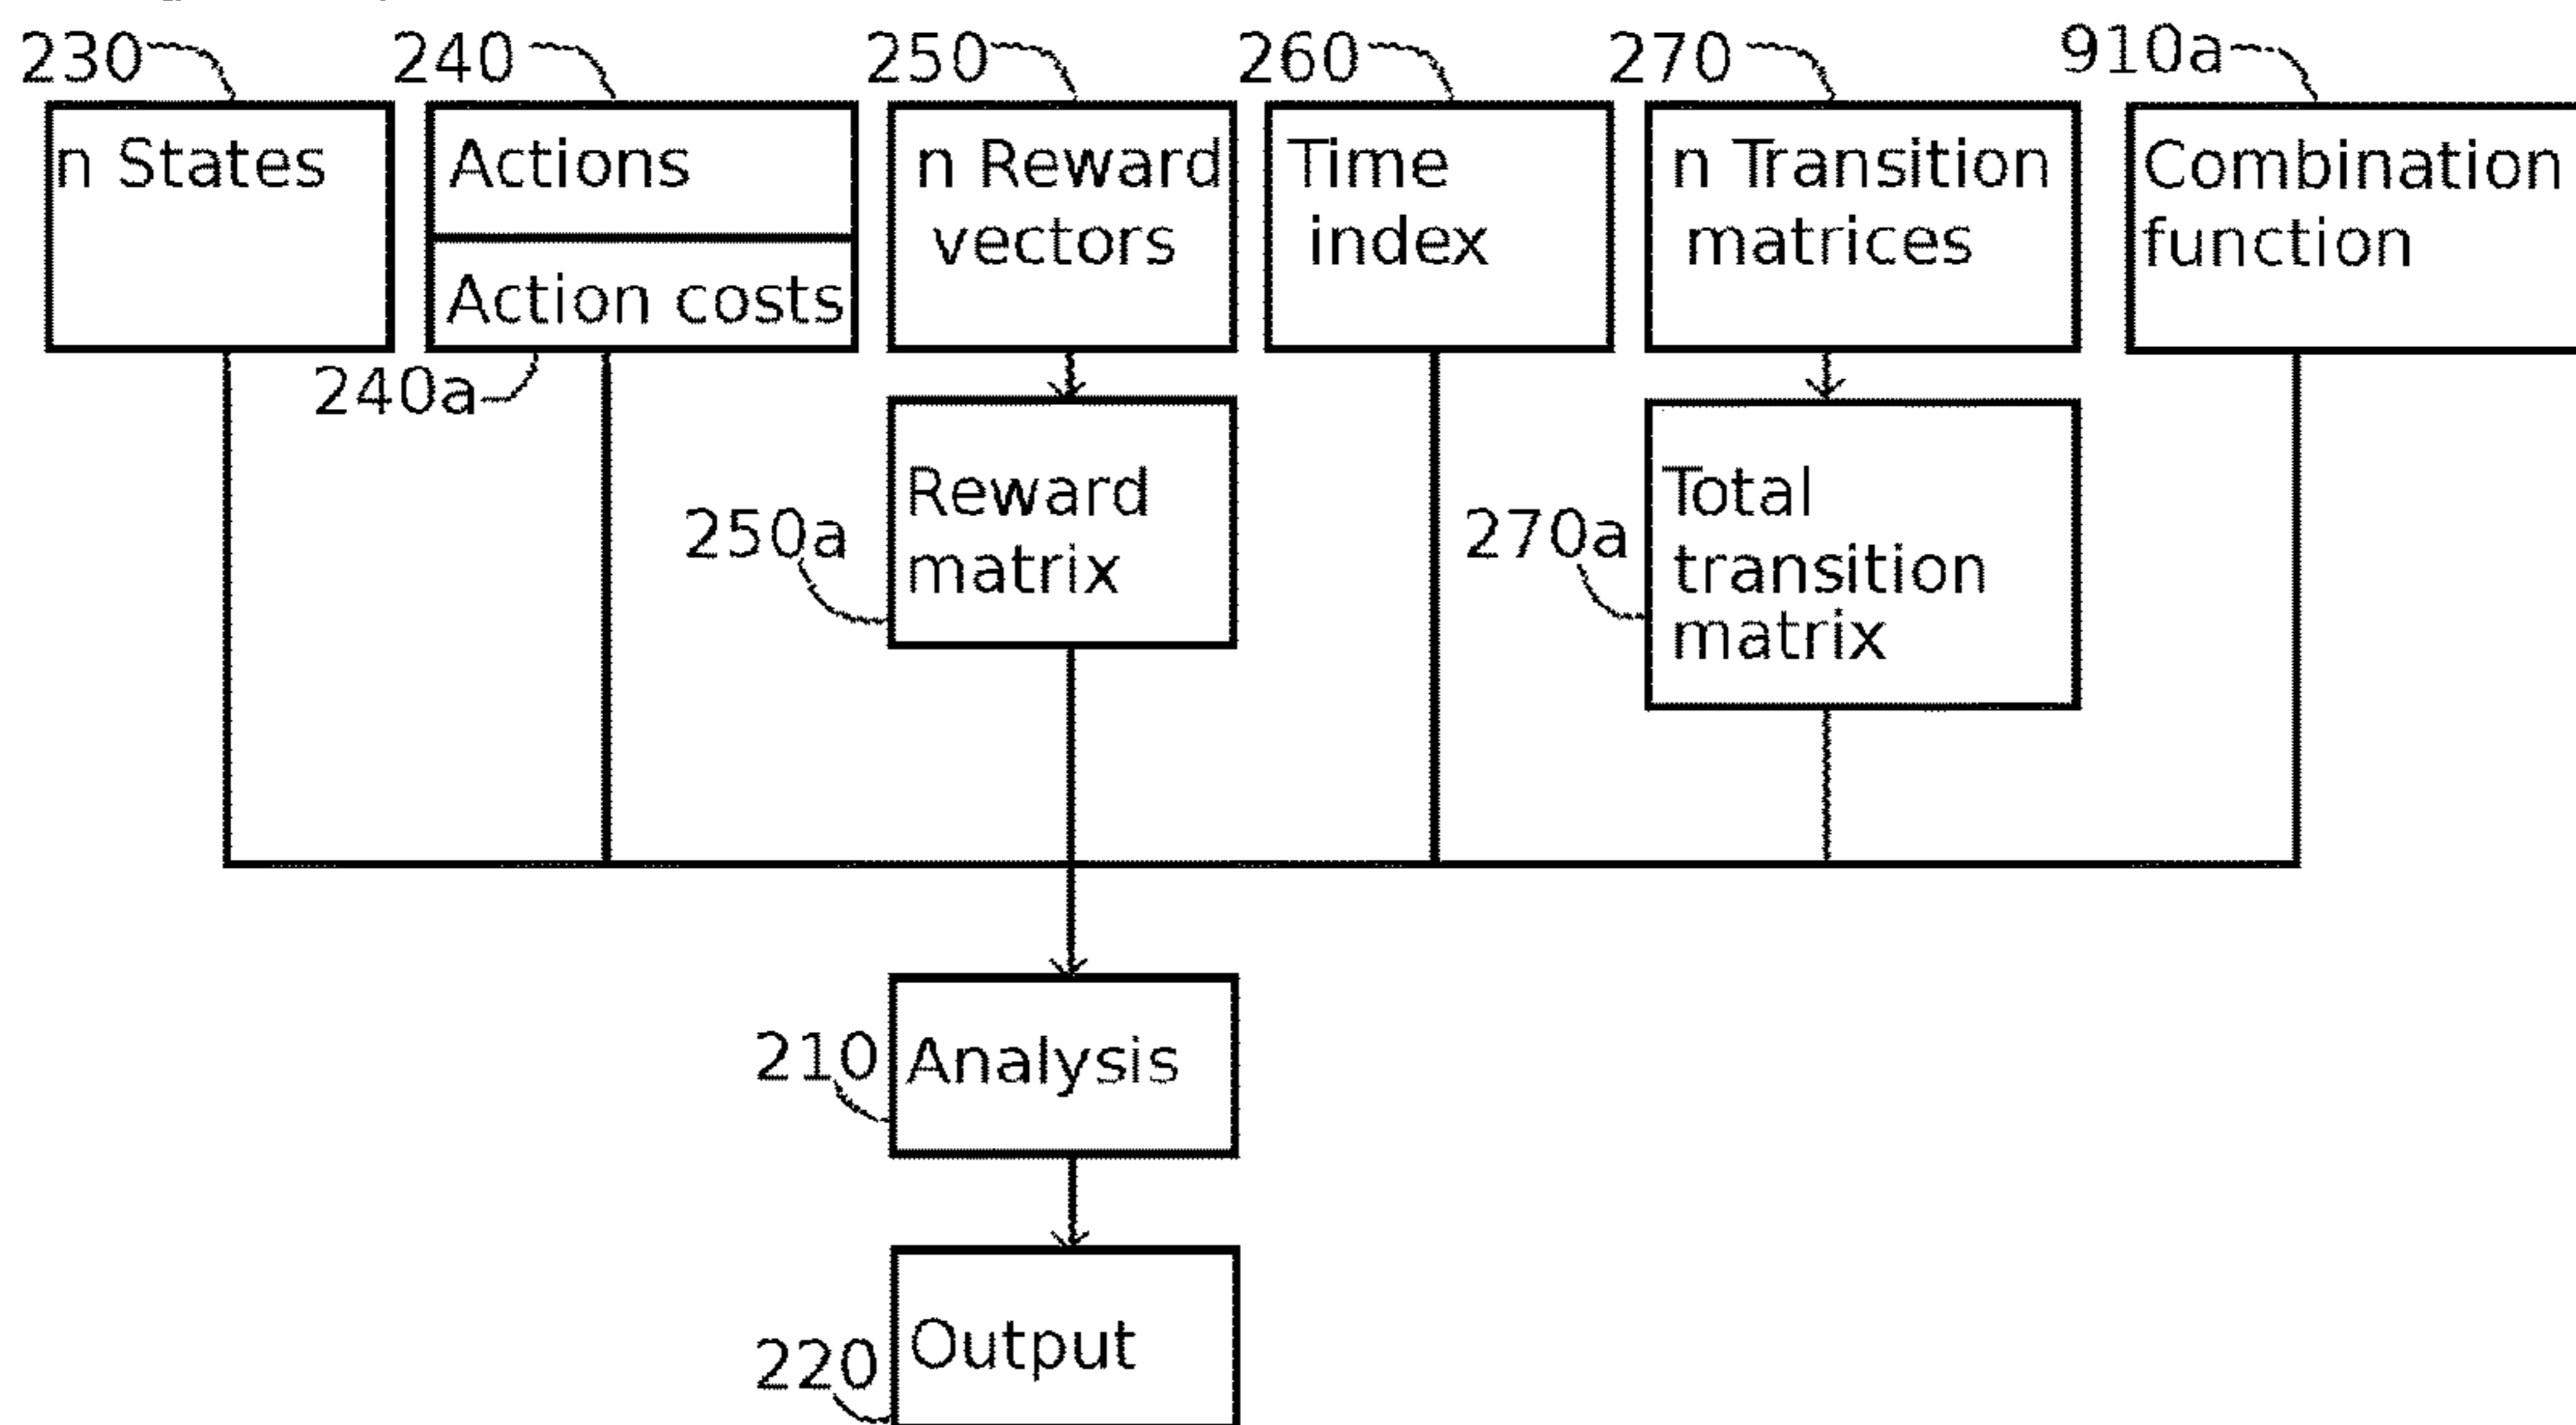 230
240
250
260
270
910a
n States
Actions
Action costs
n Reward
vectors
Time
index
n Transition
matrices
Combination
function
240a
250a
Reward
matrix
270a
Total
transition
matrix
210
Analysis
220
Output